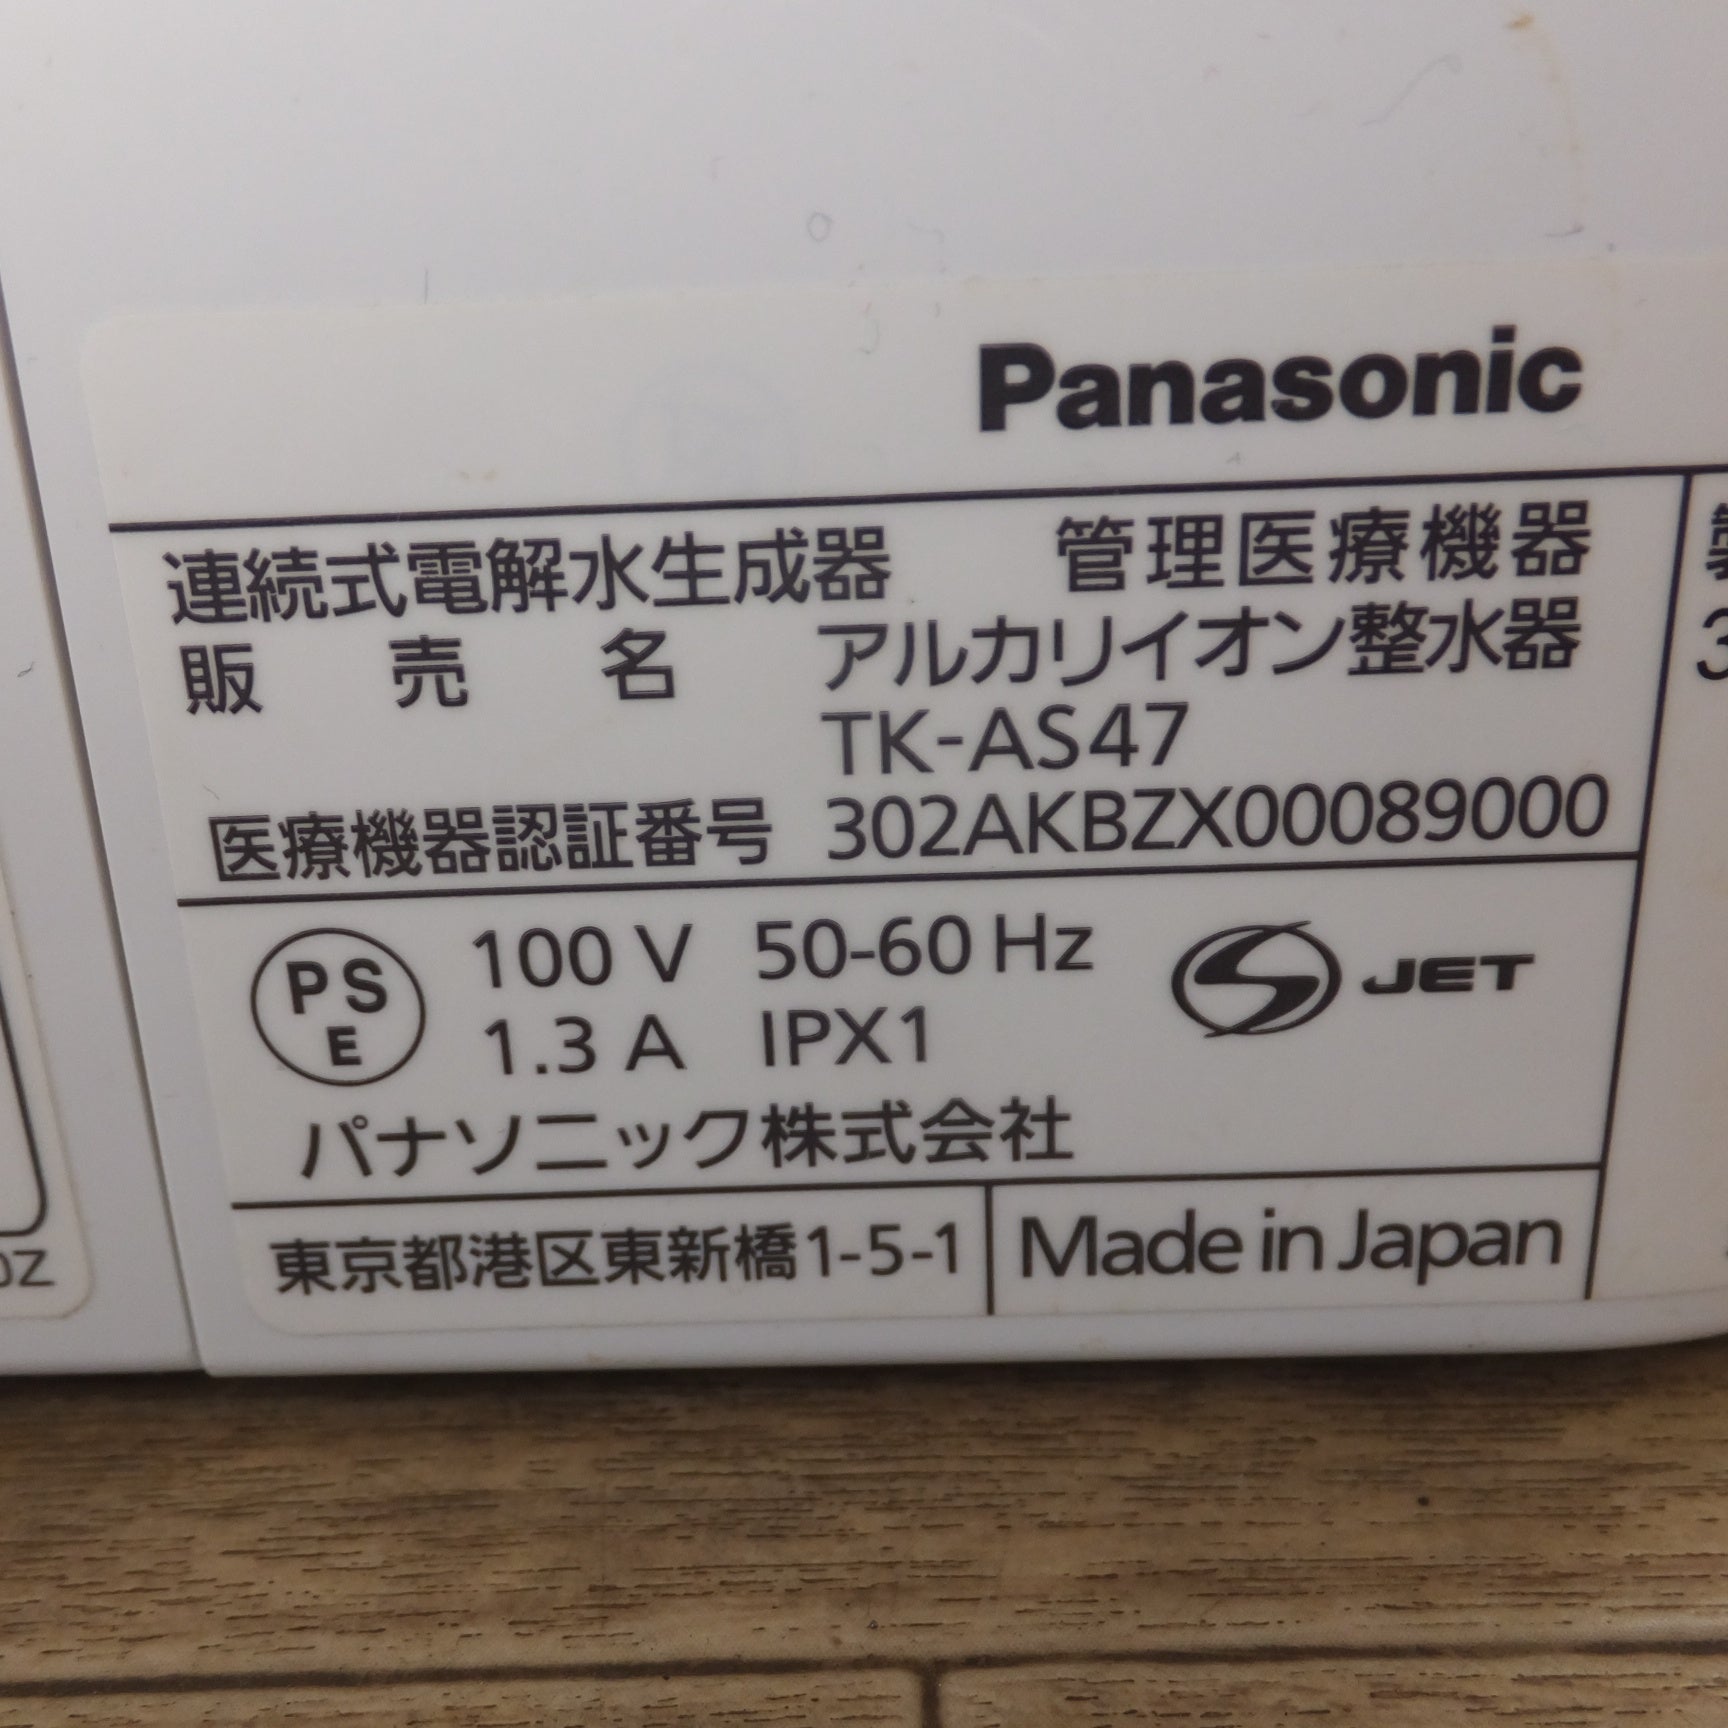 Panasonic
連続式電解水生成器 管理医療機器
販売名 アルカリイオン整水器
TK-AS47
医療機器認証番号 302AKBZX00089000
PS
E
100 V 50-60 Hz
1.3 A IPX1
JET
パナソニック株式会社
東京都港区東新橋1-5-1
Made in Japan